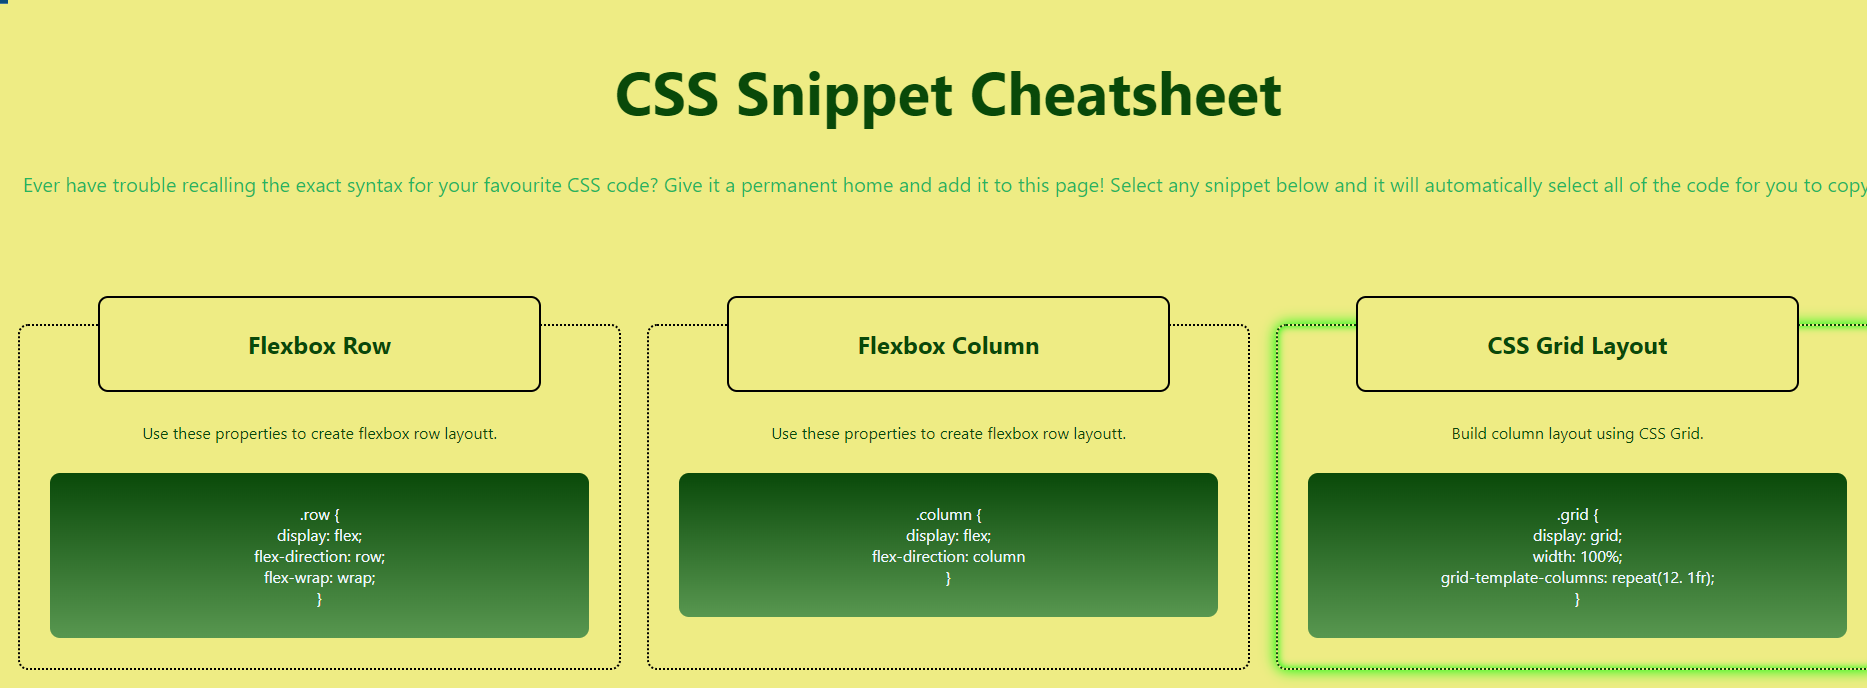 CSS Snippet Cheatsheet
Ever have trouble recalling the exact syntax for your favourite CSS code? Give it a permanent home and add it to this page! Select any snippet below and it will automatically select all of the code for you to copy
Flexbox Row
Use these properties to create flexbox row layoutt.
.row {
display: flex;
flex-direction: row;
flex-wrap: wrap;
}
Flexbox Column
Use these properties to create flexbox row layoutt.
.column {
display: flex;
flex-direction: column
}
CSS Grid Layout
Build column layout using CSS Grid.
.grid {
display: grid;
width: 100%;
grid-template-columns: repeat(12. 1fr);
}